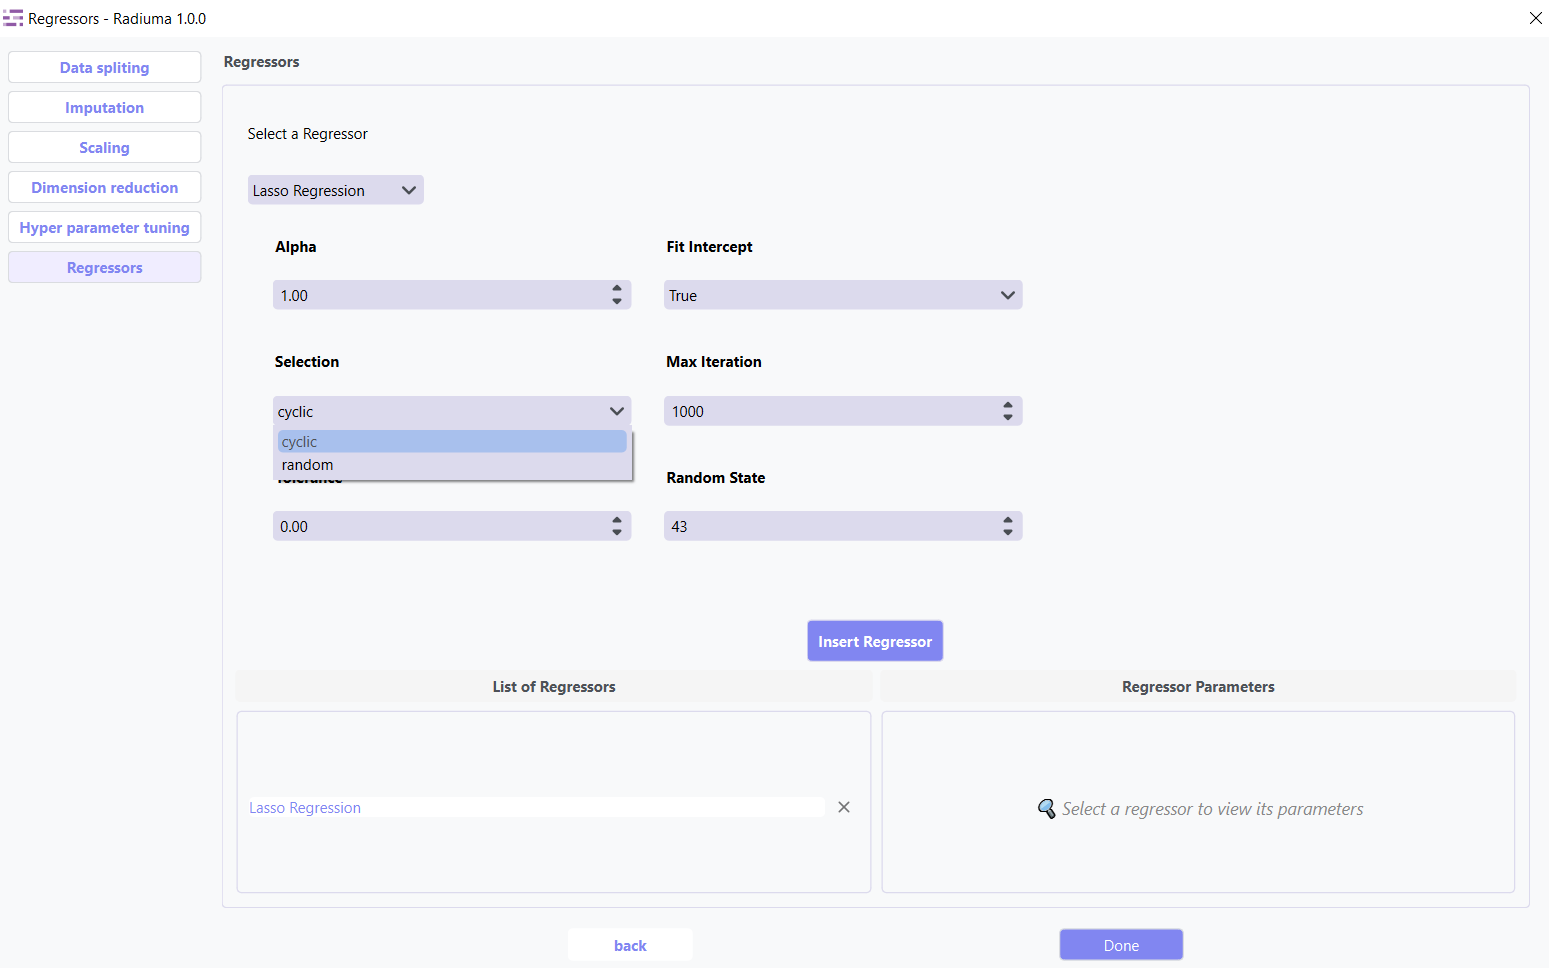 Regressors - Radiuma 1.0.0
Data spliting
Imputation
Scaling
Dimension reduction
Hyper parameter tuning
Regressors
Regressors
Select a Regressor
Lasso Regression
Alpha
Fit Intercept
1.00
True
Selection
Max Iteration
cyclic
1000
cyclic
random
Tolerance
Random State
0.00
43
Insert Regressor
List of Regressors
Regressor Parameters
Lasso Regression
Select a regressor to view its parameters
back
Done